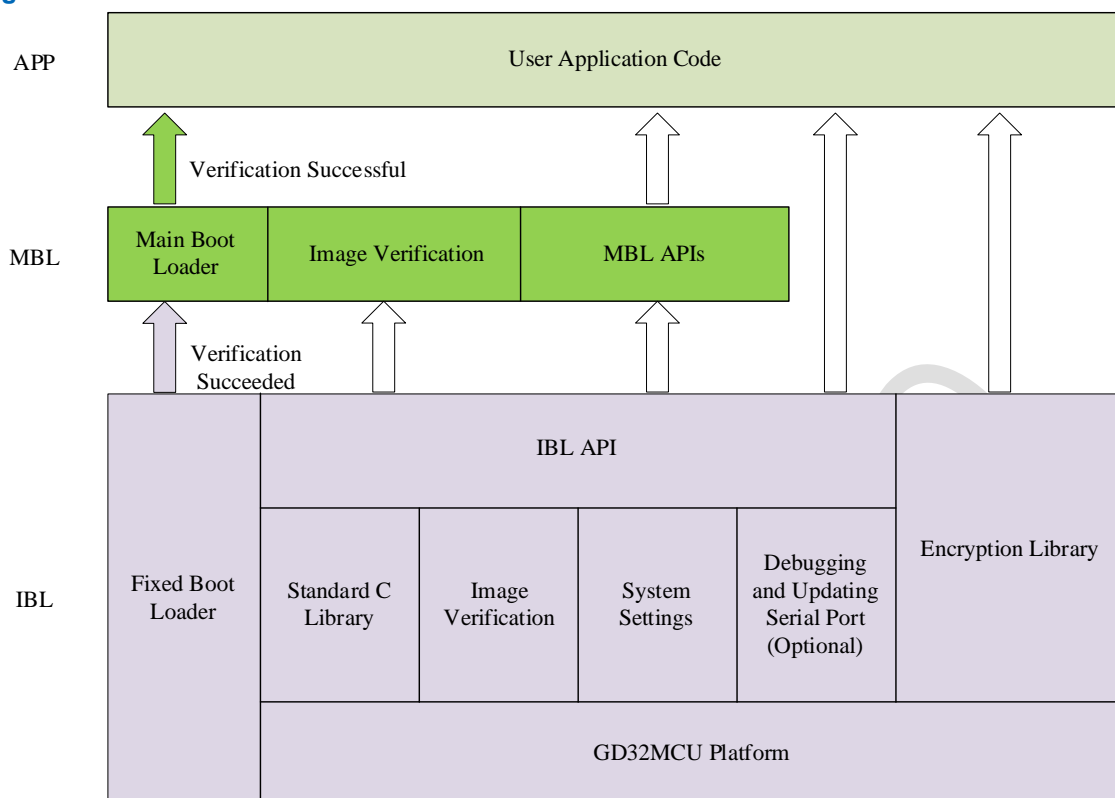 g
APP
User Application Code
Verification Successful
MBL
Main Boot
Loader
Image Verification
MBL APIs
Verification
Succeeded
IBL API
IBL
Fixed Boot
Loader
Standard C
Library
Image
Verification
System
Settings
Debugging
and Updating
Serial Port
(Optional)
Encryption Library
GD32MCU Platform